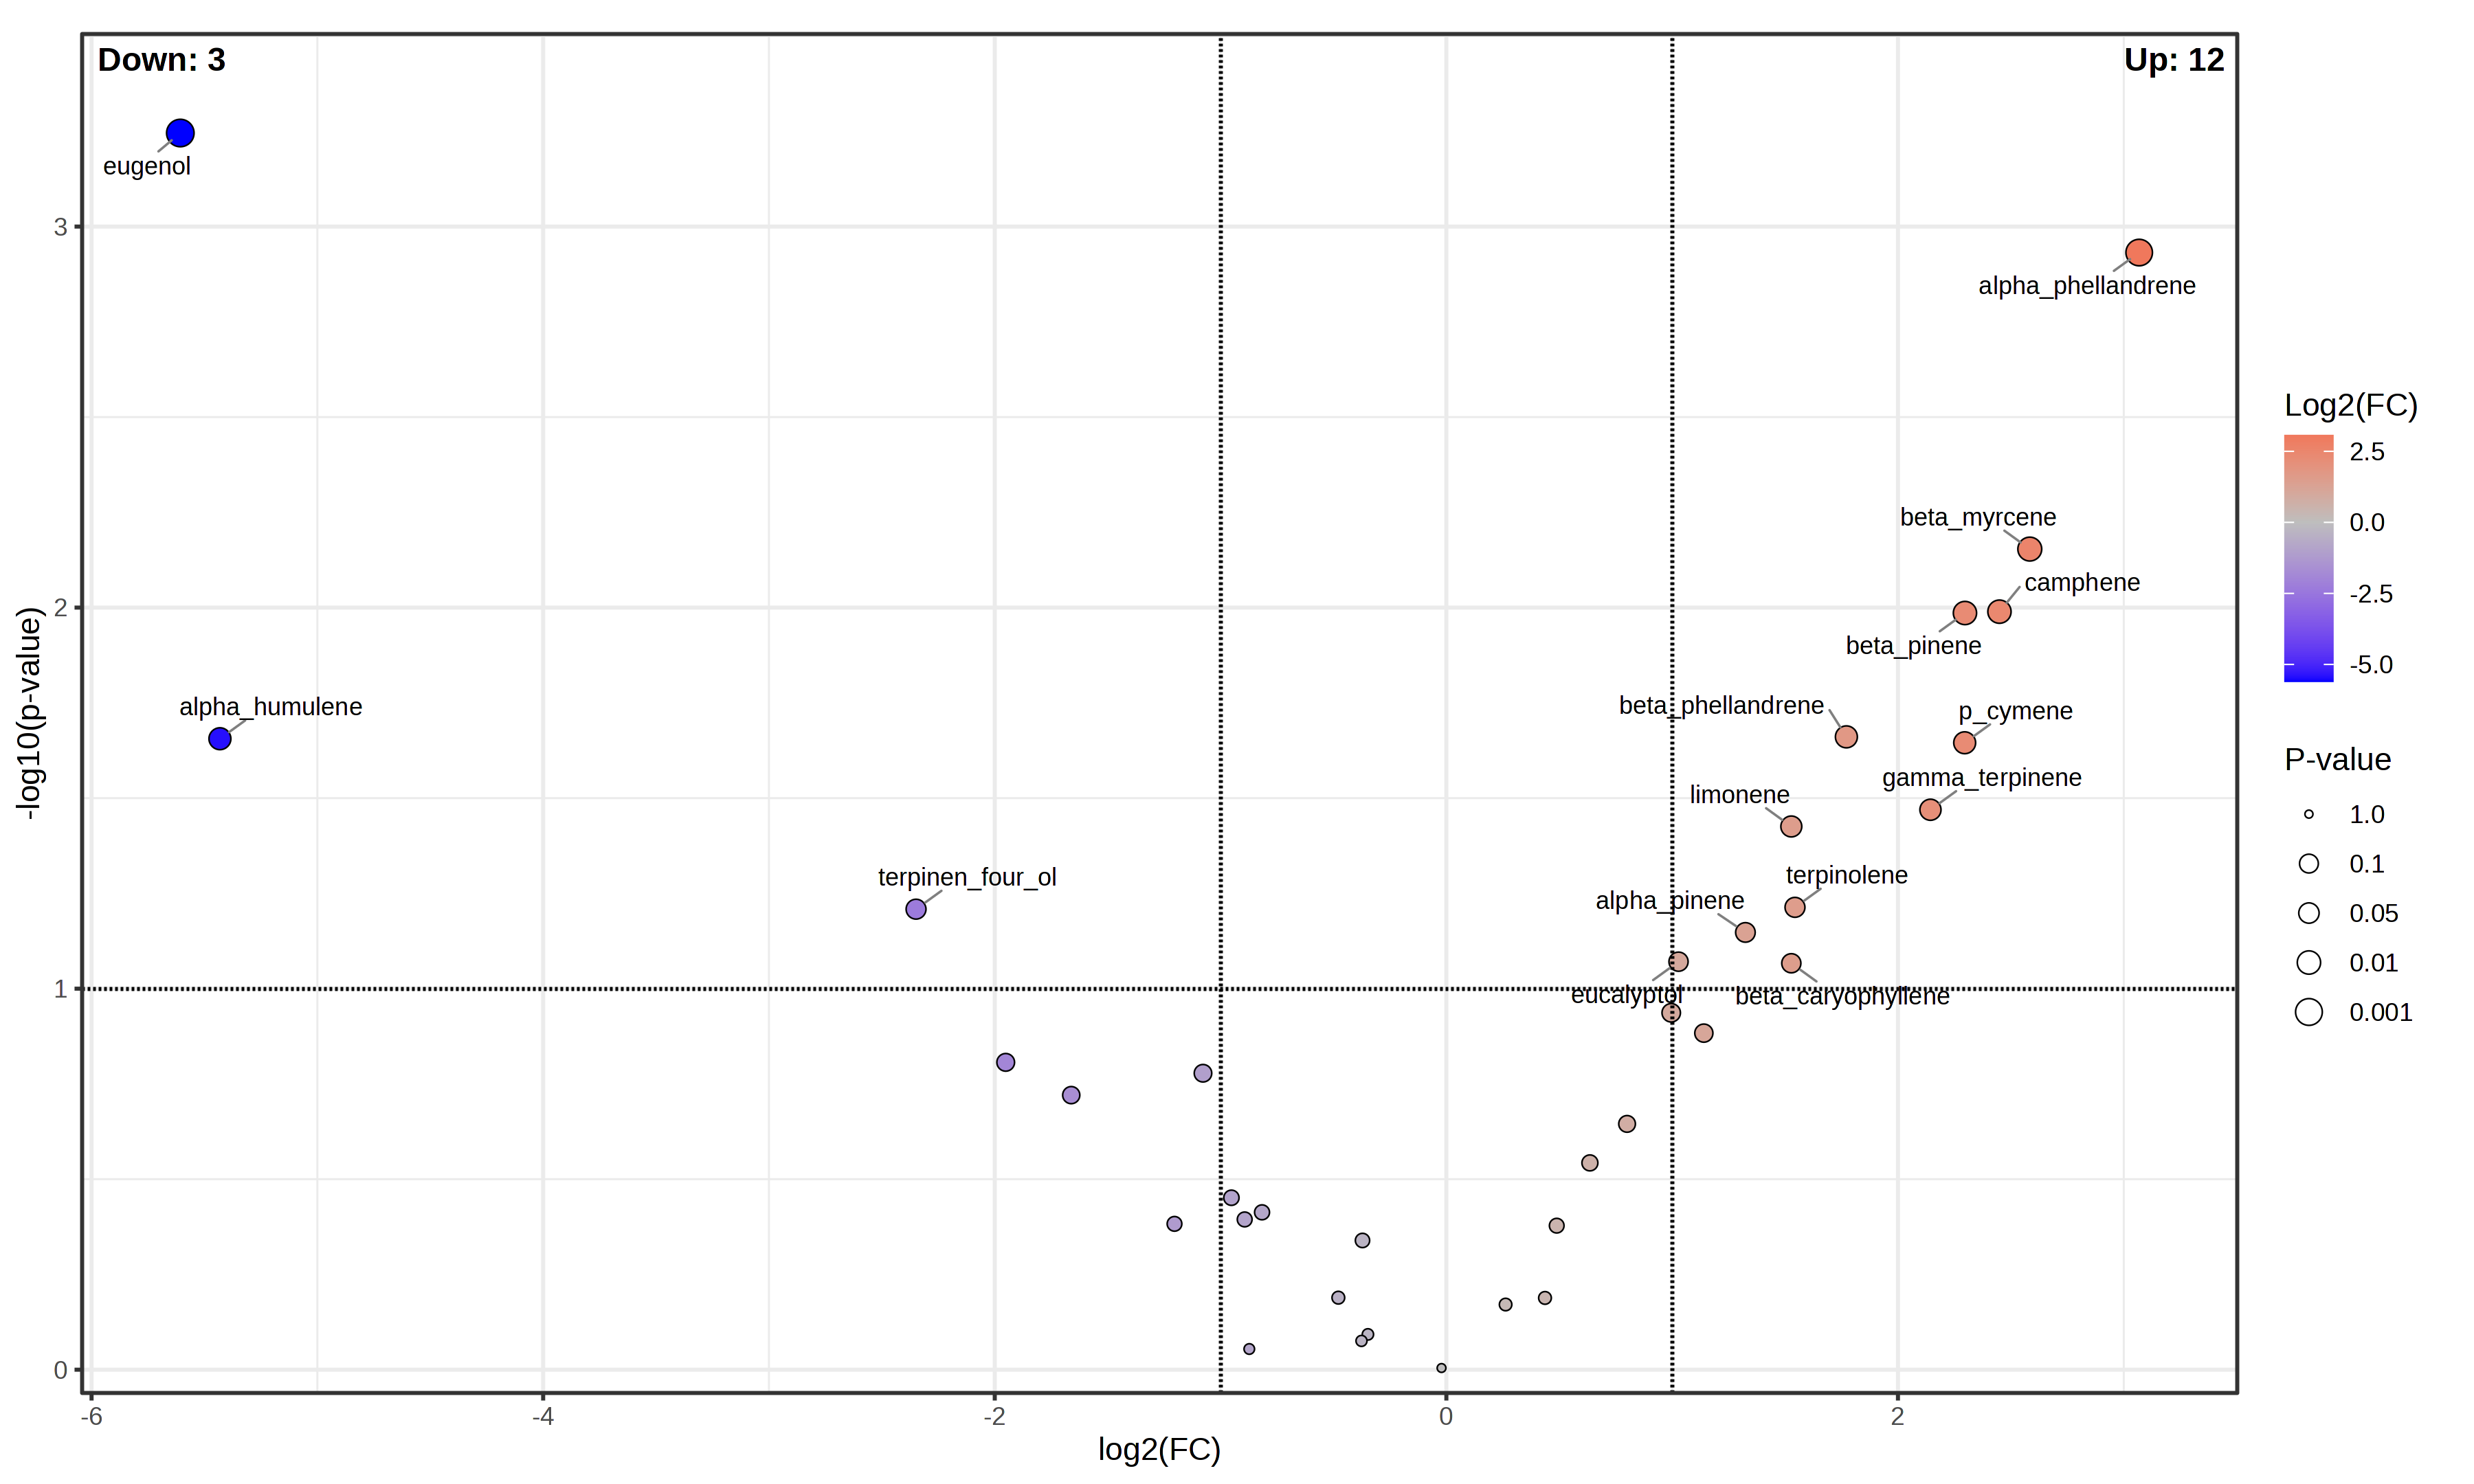 Down: 3
Up: 12
eugenol
3
alpha_phellandrene
beta_myrcene
camphene
2
beta_pinene
alpha_humulene
beta_phellandrene
p_cymene
gamma_terpinene
limonene
terpinen_four_ol
terpinolene
alpha_pinene
1
eucalyptol
beta_caryophyllene
0
-log10(p-value)
-6
-4
-2
0
2
log2(FC)
Log2(FC)
2.5
0.0
-2.5
-5.0
P-value
1.0
0.1
0.05
0.01
0.001